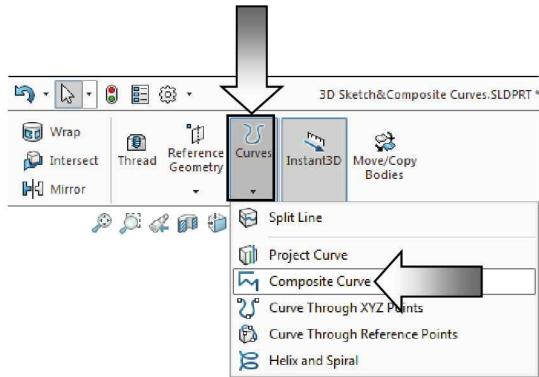 3D Sketch&Composite Curves.SLDPRT *
Wrap
Intersect
Mirror
Thread
Reference
Geometry
Curves
Instant3D
Move/Copy
Bodies
Split Line
Project Curve
Composite Curve
Curve Through XYZ Points
Curve Through Reference Points
Helix and Spiral